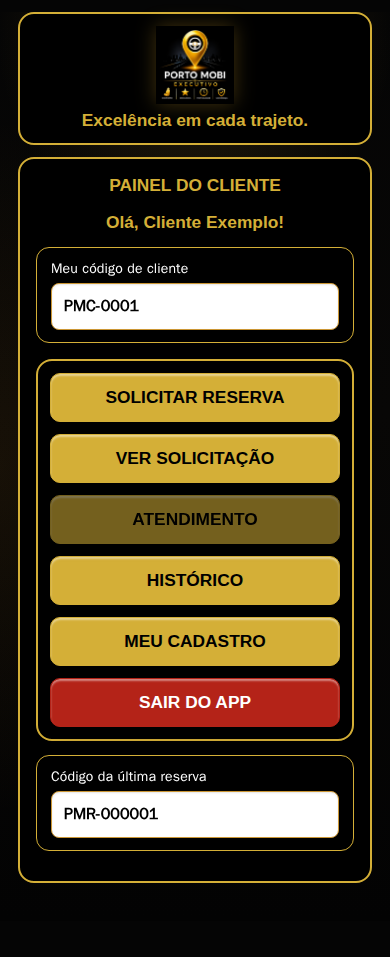 PORTO MOBI
EXECUTIVO
Excelência em cada trajeto.
PAINEL DO CLIENTE
Olá, Cliente Exemplo!
Meu código de cliente
PMC-0001
SOLICITAR RESERVA
VER SOLICITAÇÃO
ATENDIMENTO
HISTÓRICO
MEU CADASTRO
SAIR DO APP
Código da última reserva
PMR-000001